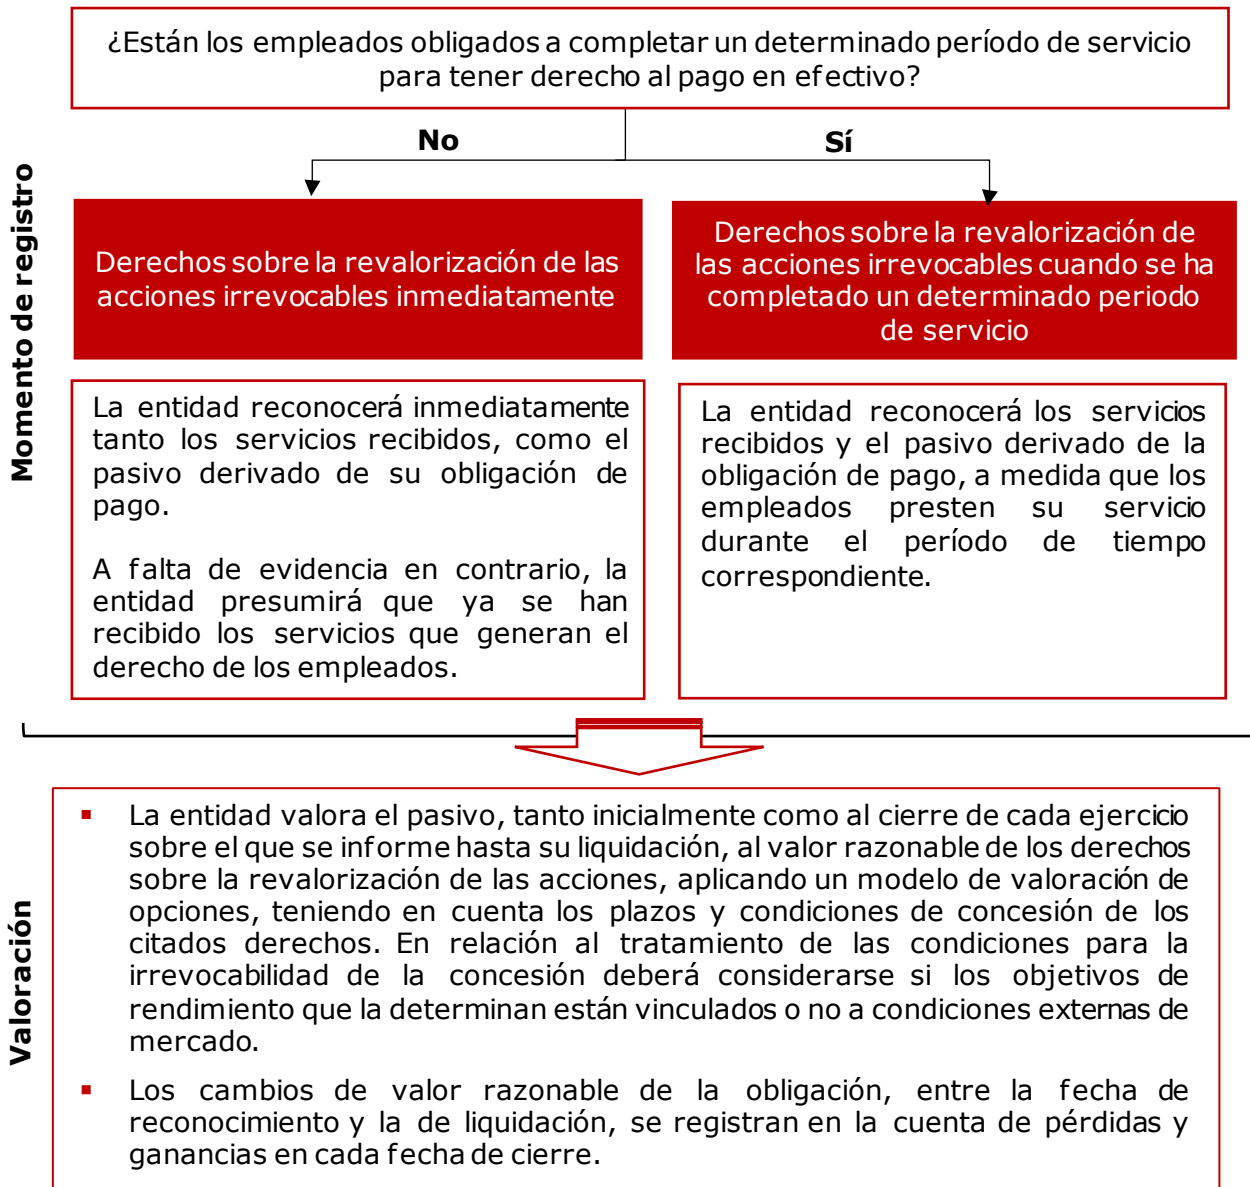 ¿Están los empleados obligados a completar un determinado período de servicio
para tener derecho al pago en efectivo?
No
Sí
Momento de registro
Derechos sobre la revalorización de las
acciones irrevocables inmediatamente
Derechos sobre la revalorización de
las acciones irrevocables cuando se ha
completado un determinado periodo
de servicio
La entidad reconocerá inmediatamente
tanto los servicios recibidos, como el
pasivo derivado de su obligación de
pago.
A falta de evidencia en contrario, la
entidad presumirá que ya se han
recibido los servicios que generan el
derecho de los empleados.
La entidad reconocerá los servicios
recibidos y el pasivo derivado de la
obligación de pago, a medida que los
empleados presten su servicio
durante el período de tiempo
correspondiente.
Valoración
▪ La entidad valora el pasivo, tanto inicialmente como al cierre de cada ejercicio
sobre el que se informe hasta su liquidación, al valor razonable de los derechos
sobre la revalorización de las acciones, aplicando un modelo de valoración de
opciones, teniendo en cuenta los plazos y condiciones de concesión de los
citados derechos. En relación al tratamiento de las condiciones para la
irrevocabilidad de la concesión deberá considerarse si los objetivos de
rendimiento que la determinan están vinculados o no a condiciones externas de
mercado.
▪ Los cambios de valor razonable de la obligación, entre la fecha de
reconocimiento y la de liquidación, se registran en la cuenta de pérdidas y
ganancias en cada fecha de cierre.